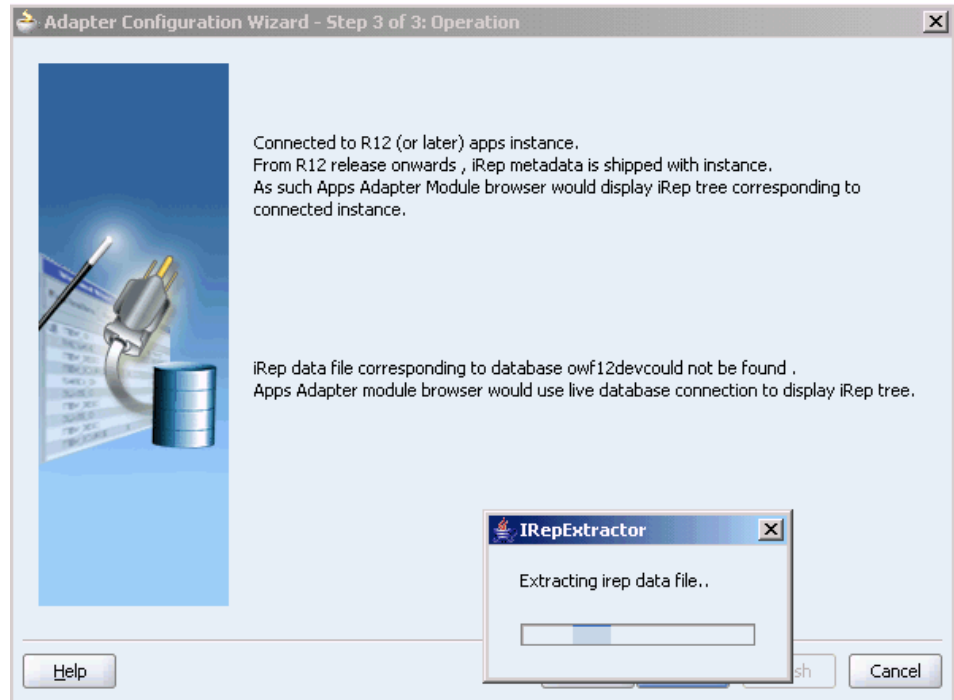 Adapter Configuration Wizard - Step 3 of 3: Operation
Connected to R12 (or later) apps instance.
From R12 release onwards , iRep metadata is shipped with instance.
As such Apps Adapter Module browser would display iRep tree corresponding to
connected instance.
iRep data file corresponding to database owf12devcould not be found .
Apps Adapter module browser would use live database connection to display iRep tree.
IRepExtractor
Extracting irep data file..
Help
sh
Cancel